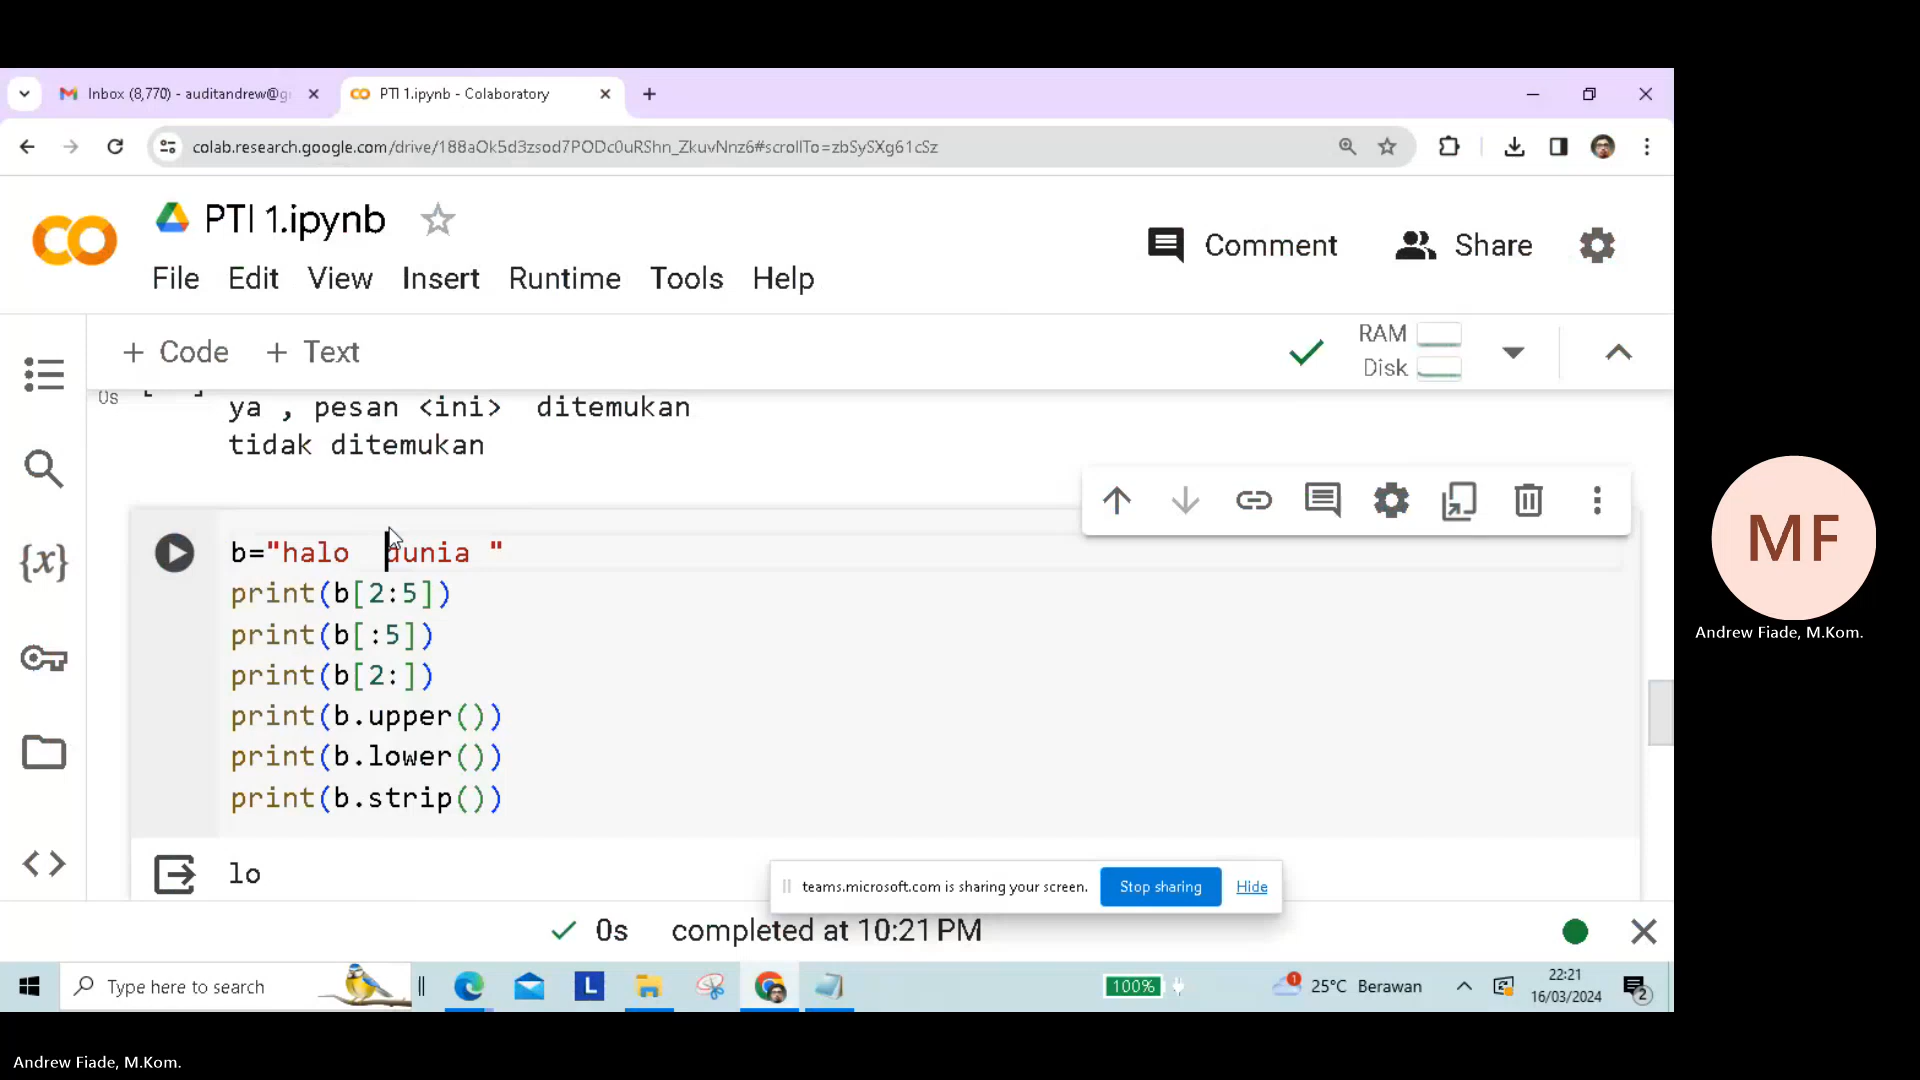 Inbox (8,770) - auditandrew@g
PTI 1.ipynb - Colaboratory
colab.research.google.com/drive/188aOk5d3zsod7PODc0uRShn_ZkuvNnz6#scrollTo=zbSySXg61cSz
PTI 1.ipynb
Comment
Share
File Edit View Insert Runtime Tools Help
+ Code + Text
RAM
Disk
0s
ya , pesan <ini>  ditemukan
tidak ditemukan
b="halo  dunia "
print(b[2:5])
print(b[:5])
print(b[2:])
print(b.upper())
print(b.lower())
print(b.strip())
{x}
lo
teams.microsoft.com is sharing your screen.
Stop sharing
Hide
0s completed at 10:21 PM
Type here to search
L
100%
1
25°C Berawan
22:21
16/03/2024
2
MF
Andrew Fiade, M.Kom.
Andrew Fiade, M.Kom.